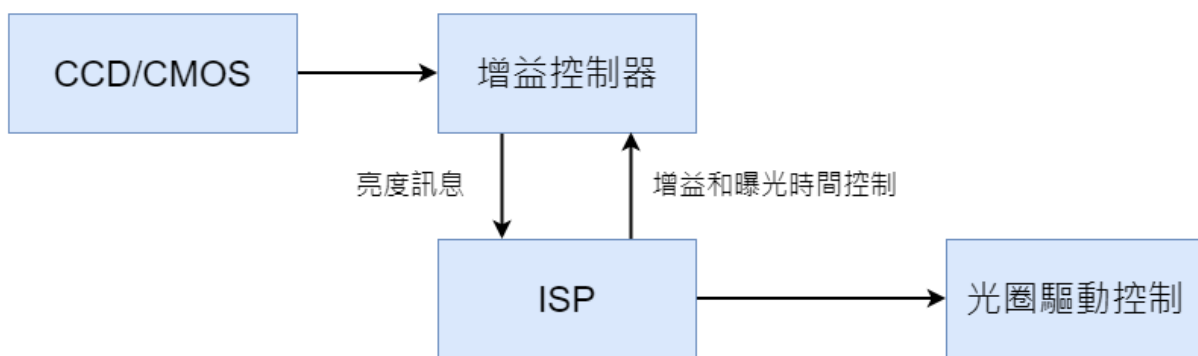 CCD/CMOS
增益控制器
亮度訊息
增益和曝光時間控制
ISP
光圈驅動控制